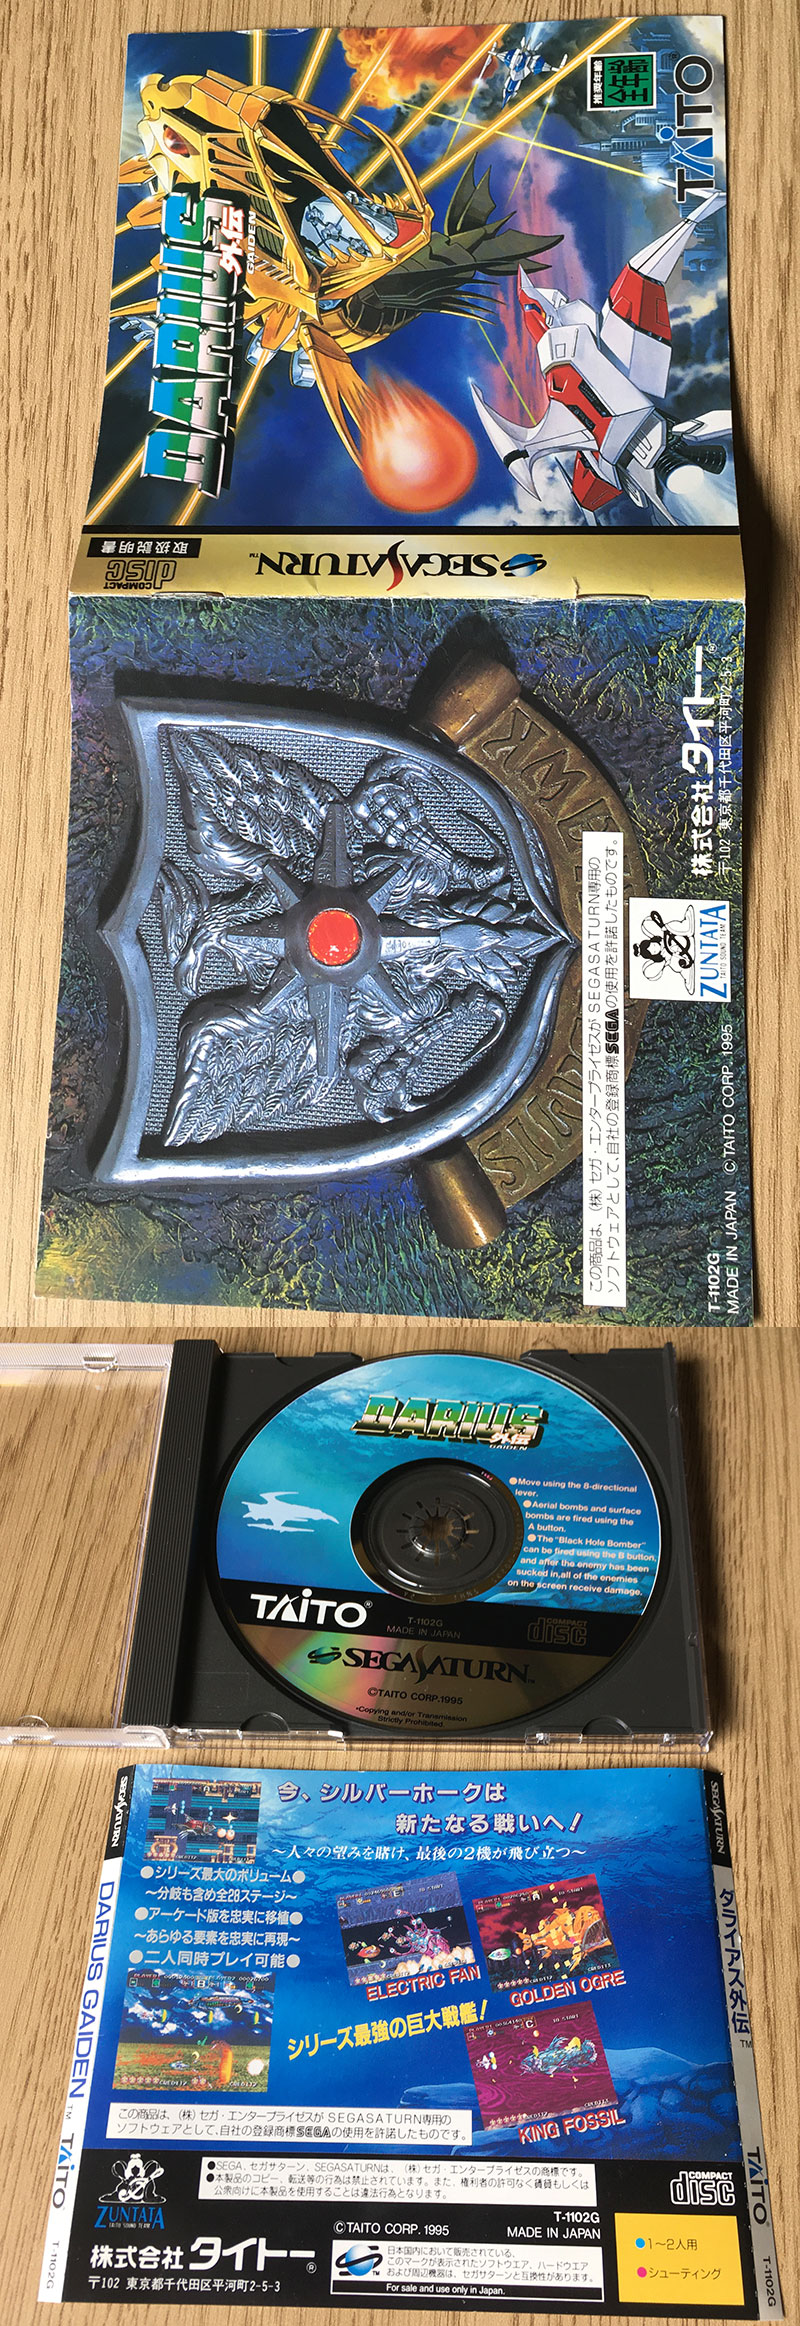 推奨年齢
全年齢
TAITO®
DARIUS
外伝
GAIDEN
COMPACT
disc
取扱説明書
SEGA SATURN™
株式会社タイトー®
〒102 東京都千代田区平河町2-5-3
この商品は、(株)セガ・エンタープライゼスが SEGASATURN専用の
ソフトウェアとして、自社の登録商標SEGAの使用を許諾したものです。
ZUNTATA
TAITO SOUND TEAM
T-1102G
MADE IN JAPAN ©TAITO CORP. 1995
DARIUS
外伝
GAIDEN
●Move using the 8-directional
lever.
●Aerial bombs and surface
bombs are fired using the
A button.
●The "Black Hole Bomber"
can be fired using the B button,
and after the enemy has been
sucked in,all of the enemies
on the screen receive damage.
TAITO®
T-1102G
MADE IN JAPAN
COMPACT
disc
SEGA SATURN™
©TAITO CORP.1995
•Copying and/or Transmission
Strictly Prohibited.
SEGA SATURN
DARIUS GAIDEN™
TAITO®
T-1102G
今、シルバーホークは
新たなる戦いへ!
〜人々の望みを賭け、最後の2機が飛び立つ〜
●シリーズ最大のボリューム●
〜分岐も含め全28ステージ〜
●アーケード版を忠実に移植●
〜あらゆる要素を忠実に再現〜
●二人同時プレイ可能●
ELECTRIC FAN
GOLDEN OGRE
シリーズ最強の巨大戦艦!
KING FOSSIL
この商品は、(株)セガ・エンタープライゼスが SEGASATURN専用の
ソフトウェアとして、自社の登録商標SEGAの使用を許諾したものです。
●SEGA、セガサターン、SEGASATURNは、(株)セガ・エンタープライゼスの商標です。
●本製品のコピー、転送等の行為は禁止されています。また、権利者の許可なく賃貸もしくは
公衆向けに本製品を使用することは違法行為となります。
COMPACT
disc
ZUNTATA
TAITO SOUND TEAM
©TAITO CORP. 1995
T-1102G
MADE IN JAPAN
株式会社タイトー®
〒102 東京都千代田区平河町2-5-3
日本国内において販売されている、
このマークが表示されたソフトウエア、ハードウエア
および周辺機器は、セガサターンと互換性があります。
For sale and use only in Japan.
●1〜2人用
●シューティング
SEGA SATURN
ダライアス外伝™
TAITO®
T-1102G